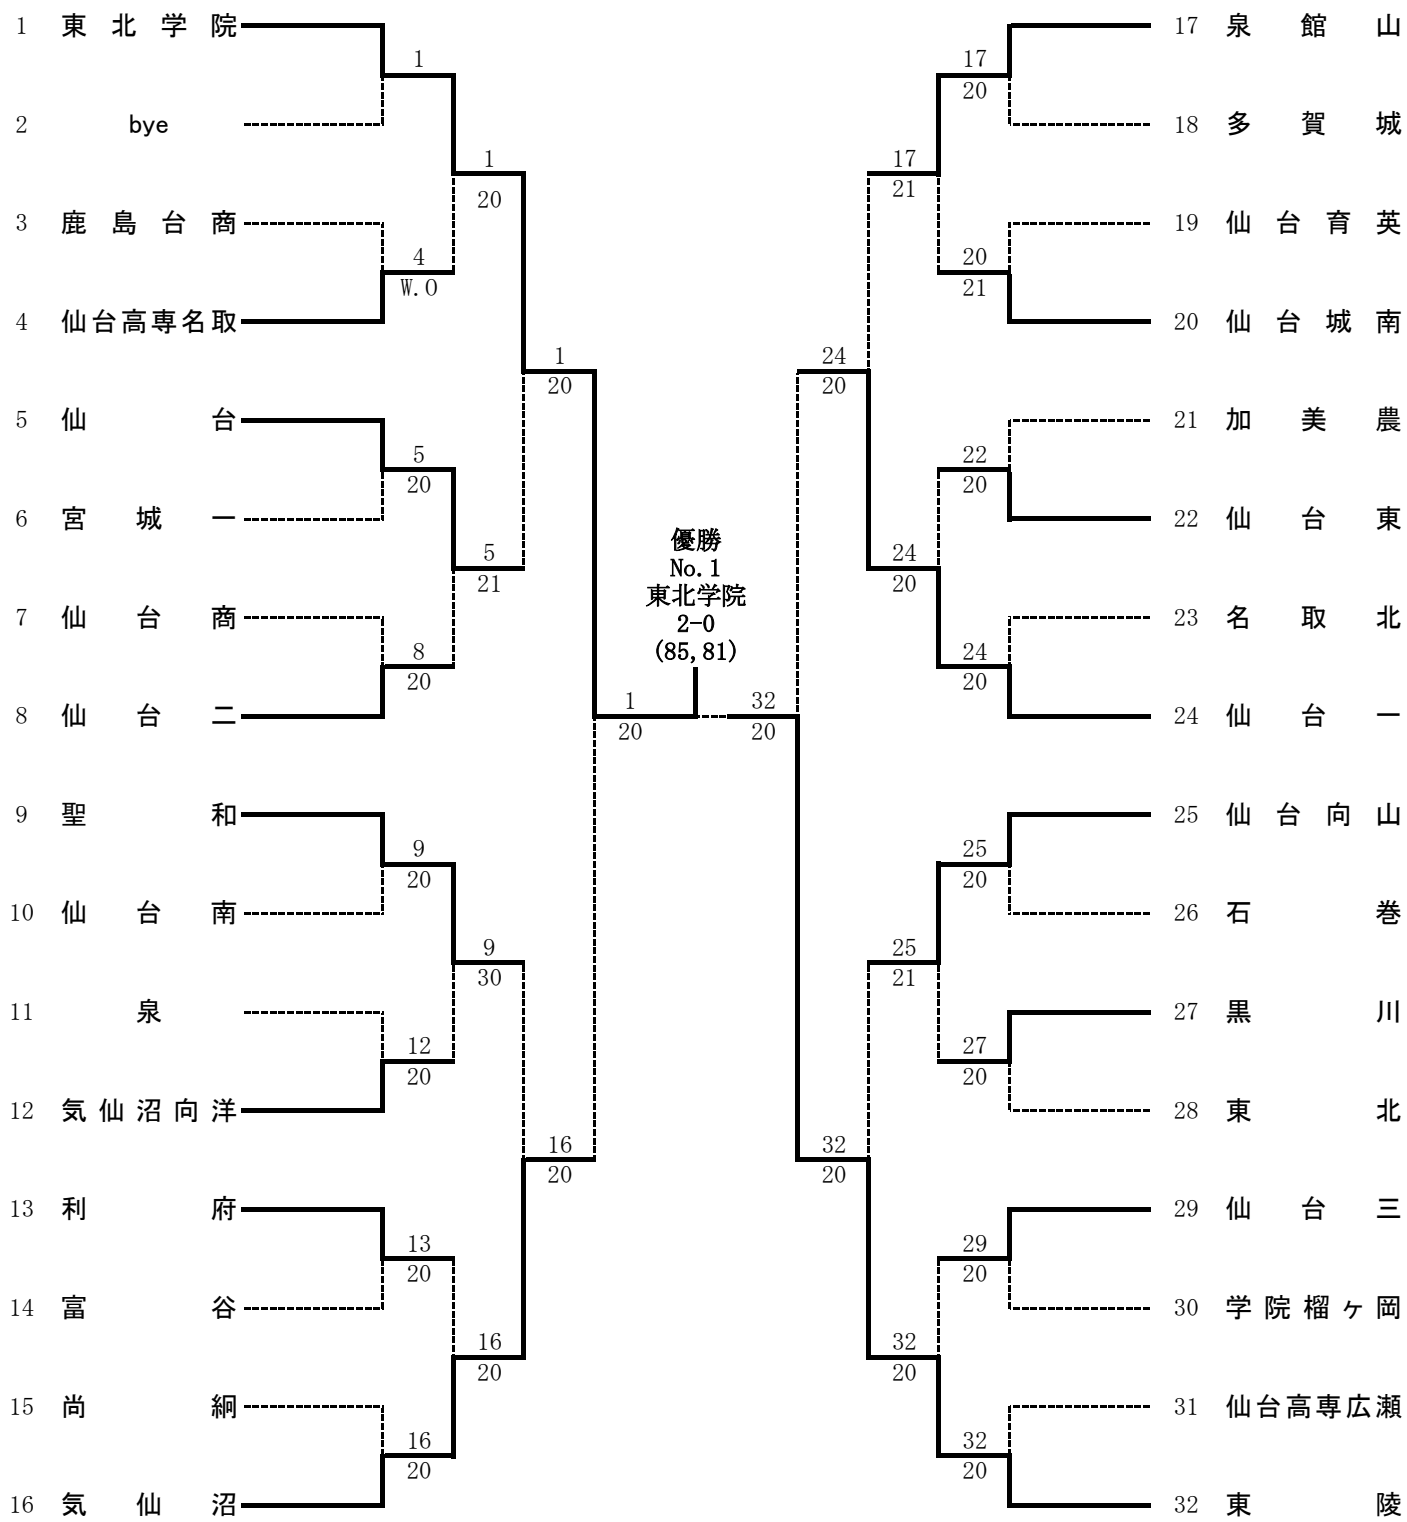 1 東北学院
2 bye
3 鹿島台商
4 仙台高専名取
5 仙台
6 宮城一
7 仙台商
8 仙台二
9 聖和
10 仙台南
11 泉
12 気仙沼向洋
13 利府
14 富谷
15 尚絅
16 気仙沼
1
4
W.O
5
20
8
20
9
20
12
20
13
20
16
20
1
20
5
21
9
30
16
20
1
20
16
20
1
20
優勝
No.1
東北学院
2-0
(85,81)
32
20
24
20
32
20
17
21
24
20
25
21
32
20
17
20
20
21
22
20
24
20
25
20
27
20
29
20
32
20
17 泉館山
18 多賀城
19 仙台育英
20 仙台城南
21 加美農
22 仙台東
23 名取北
24 仙台一
25 仙台向山
26 石巻
27 黒川
28 東北
29 仙台三
30 学院榴ヶ岡
31 仙台高専広瀬
32 東陵